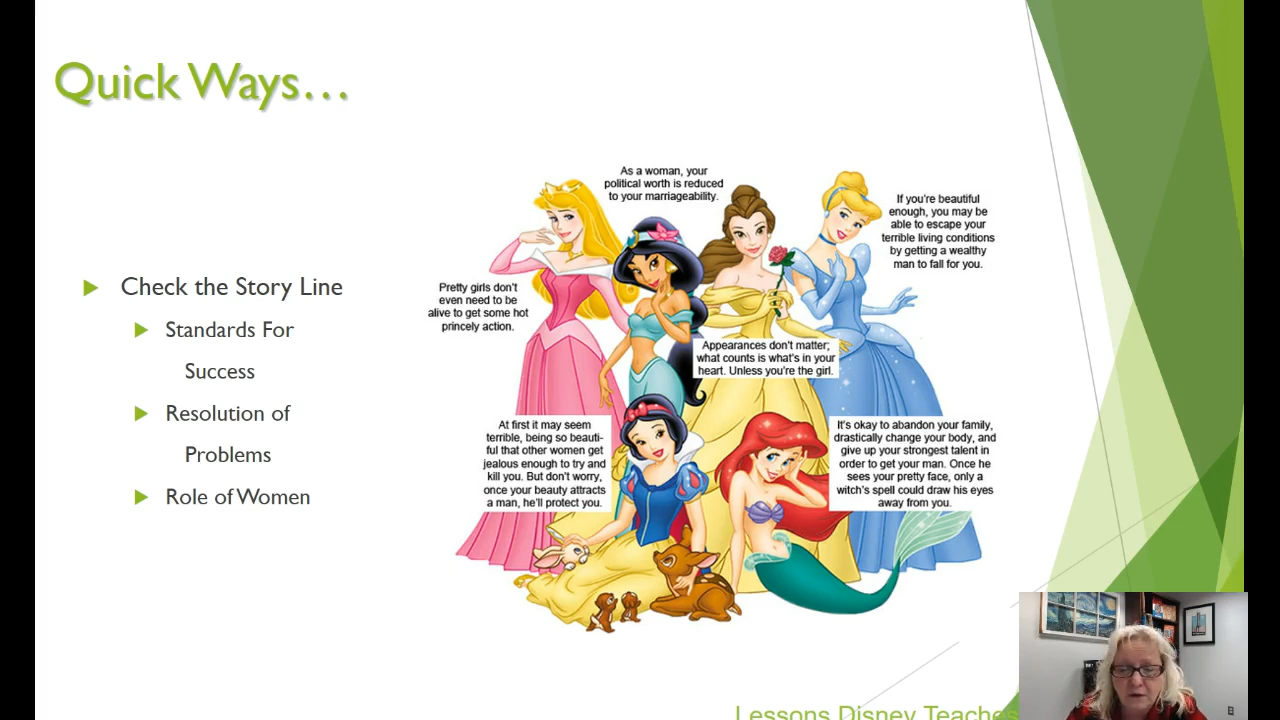 Quick Ways…
Check the Story Line
Standards For
Success
Resolution of
Problems
Role of Women
As a woman, your
political worth is reduced
to your marriageability.
If you're beautiful
enough, you may be
able to escape your
terrible living conditions
by getting a wealthy
man to fall for you.
Pretty girls don't
even need to be
alive to get some hot
princely action.
Appearances don't matter;
what counts is what's in your
heart. Unless you're the girl.
At first it may seem
terrible, being so beauti-
ful that other women get
jealous enough to try and
kill you. But don't worry,
once your beauty attracts
a man, he'll protect you.
It's okay to abandon your family,
drastically change your body, and
give up your strongest talent in
order to get your man. Once he
sees your pretty face, only a
witch's spell could draw his eyes
away from you.
Lessons Disney Teaches